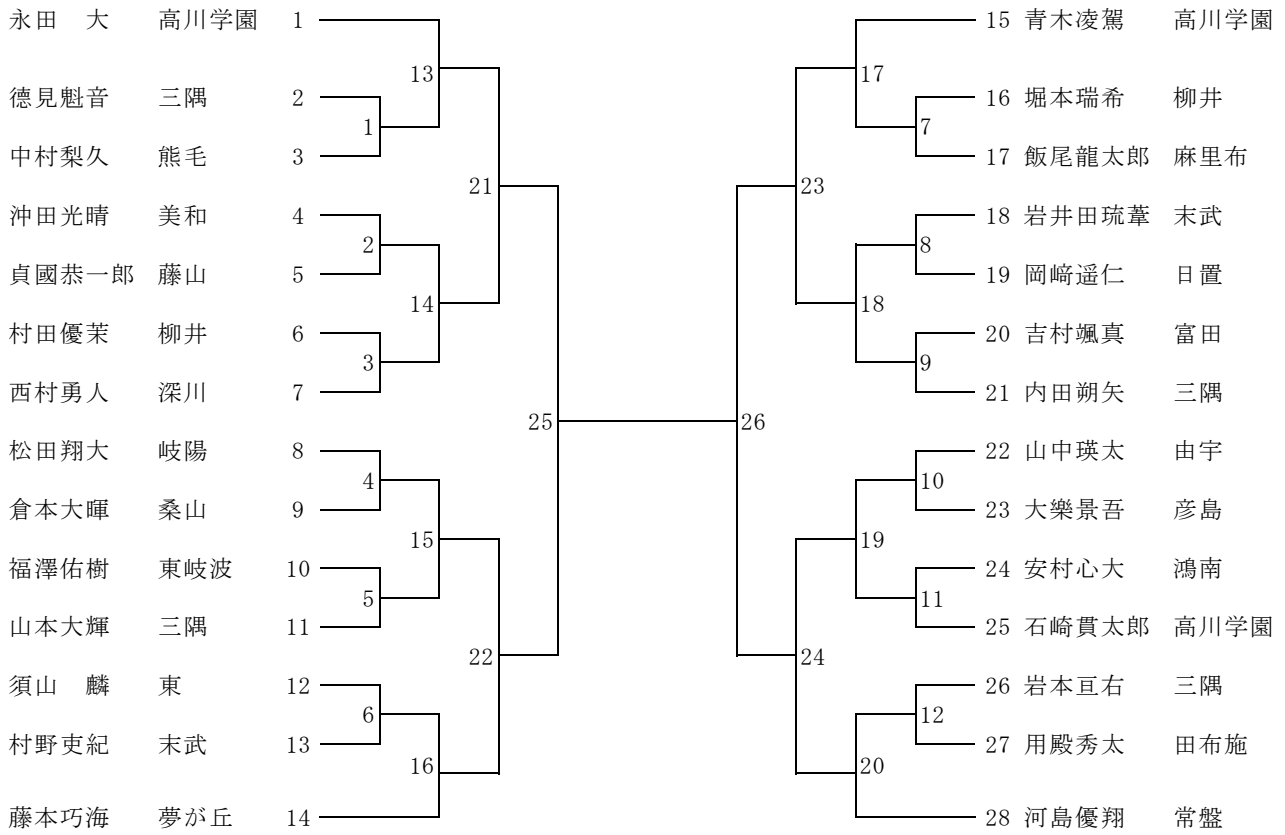 永田　大　高川学園　1
13
徳見魁音　三隅　2
1
中村梨久　熊毛　3
21
沖田光晴　美和　4
2
貞國恭一郎　藤山　5
14
村田優茉　柳井　6
3
西村勇人　深川　7
25
松田翔大　岐陽　8
4
倉本大暉　桑山　9
15
福澤佑樹　東岐波　10
5
山本大輝　三隅　11
22
須山　麟　東　12
6
村野吏紀　末武　13
16
藤本巧海　夢が丘　14
15 青木凌駕　高川学園
17
16 堀本瑞希　柳井
7
17 飯尾龍太郎　麻里布
23
18 岩井田琉葦　末武
8
19 岡﨑遥仁　日置
18
20 吉村颯真　富田
9
21 内田朔矢　三隅
26
22 山中瑛太　由宇
10
23 大樂景吾　彦島
19
24 安村心大　鴻南
11
25 石崎貫太郎　高川学園
24
26 岩本亘右　三隅
12
27 用殿秀太　田布施
20
28 河島優翔　常盤